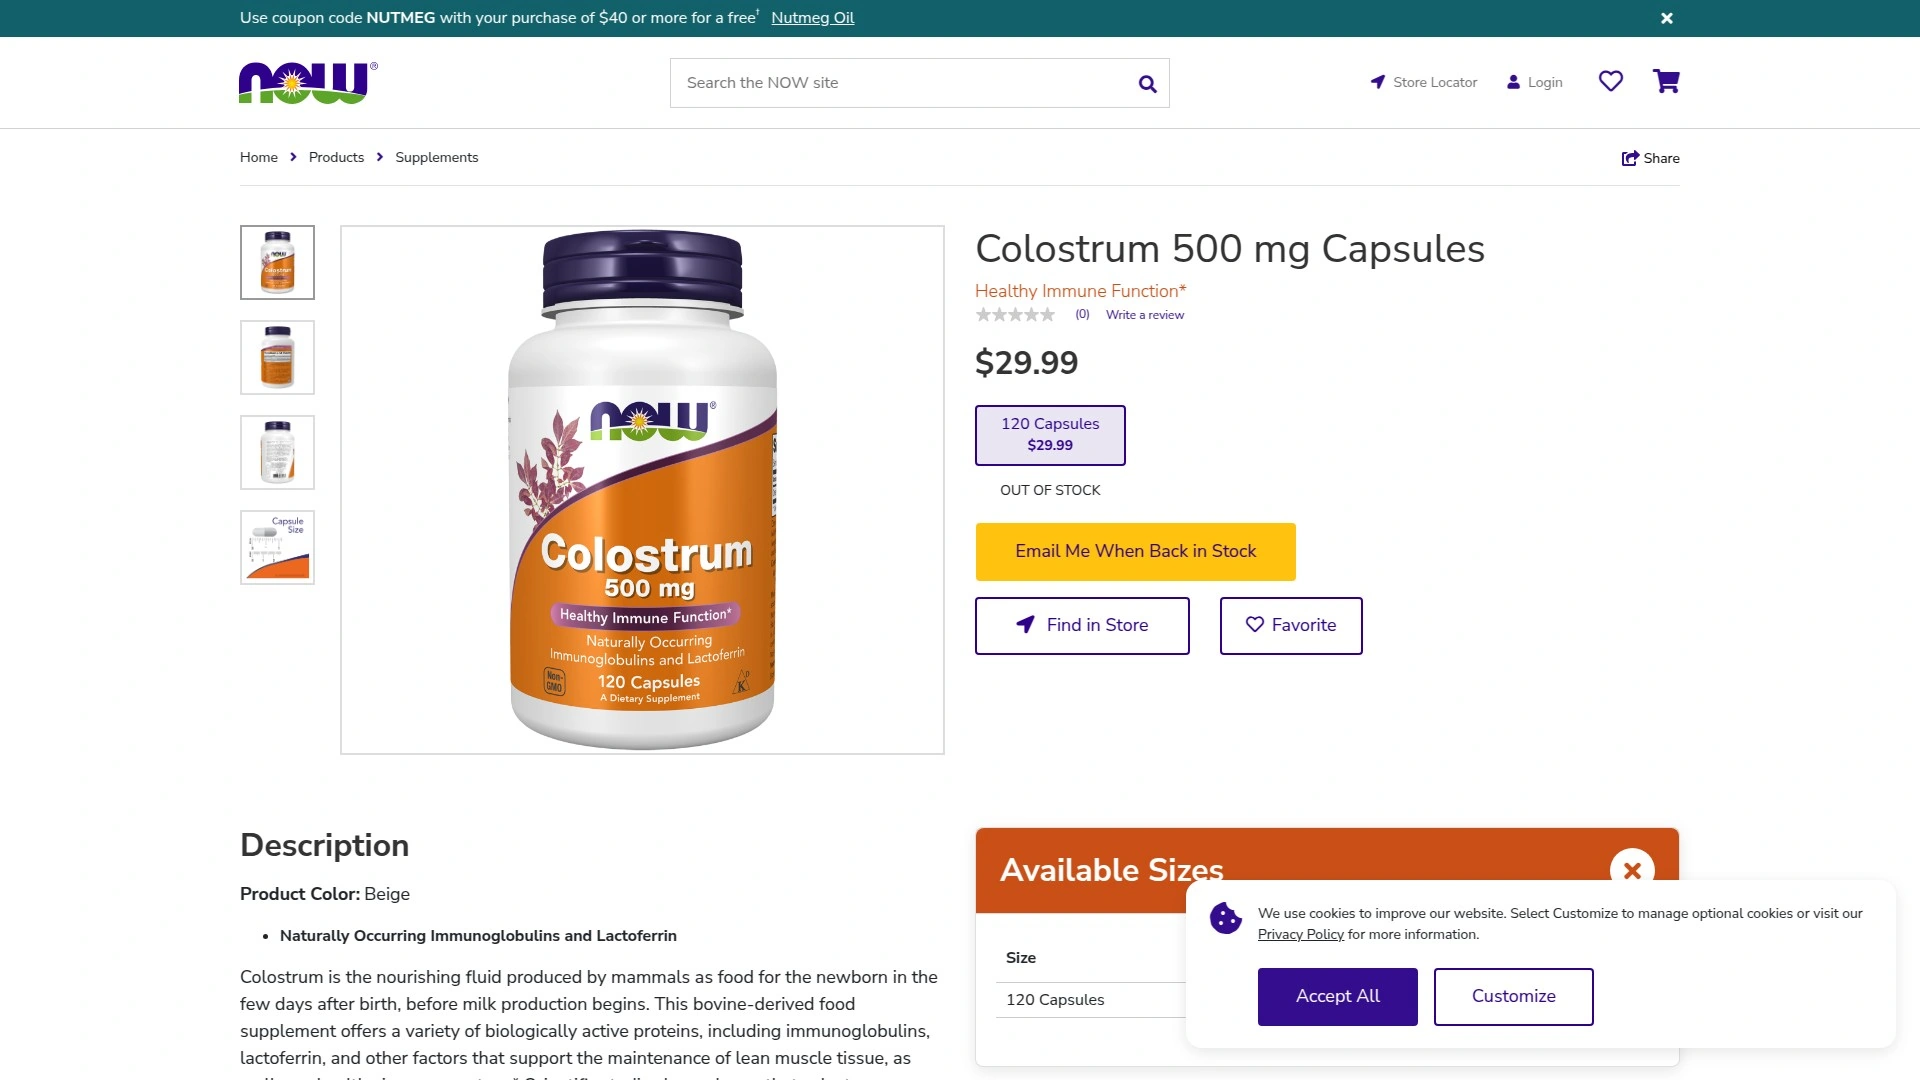 Use coupon code NUTMEG with your purchase of $40 or more for a free† Nutmeg Oil
now®
Search the NOW site
Store Locator
Login
Home
Products
Supplements
Share
Colostrum 500 mg Capsules
Healthy Immune Function*
(0)
Write a review
$29.99
120 Capsules
$29.99
OUT OF STOCK
Email Me When Back in Stock
Find in Store
Favorite
now®
Colostrum
500 mg
Healthy Immune Function*
Naturally Occurring
Immunoglobulins and Lactoferrin
Non-
GMO
120 Capsules
A Dietary Supplement
K
D
Capsule
Size
Description
Product Color: Beige
• Naturally Occurring Immunoglobulins and Lactoferrin
Colostrum is the nourishing fluid produced by mammals as food for the newborn in the
few days after birth, before milk production begins. This bovine-derived food
supplement offers a variety of biologically active proteins, including immunoglobulins,
lactoferrin, and other factors that support the maintenance of lean muscle tissue, as
Available Sizes
Size
120 Capsules
We use cookies to improve our website. Select Customize to manage optional cookies or visit our
Privacy Policy for more information.
Accept All
Customize